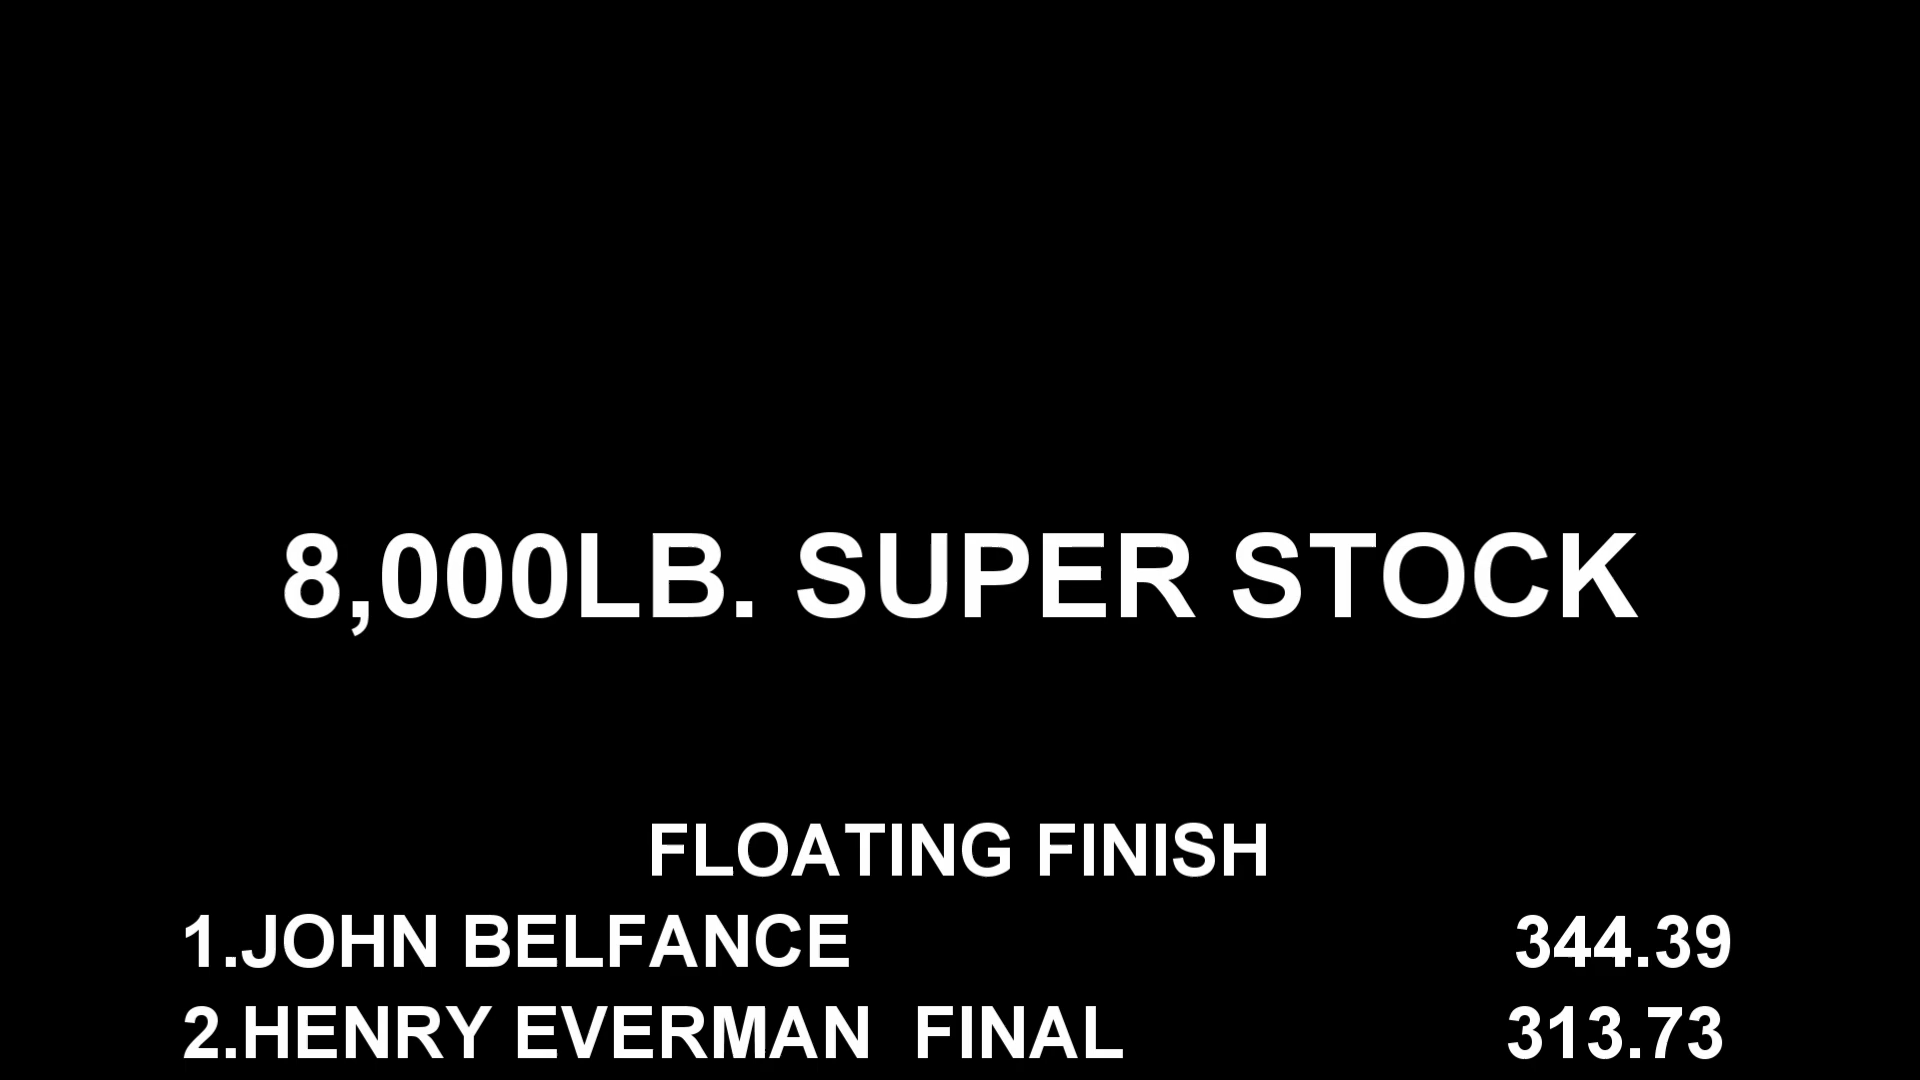 8,000LB. SUPER STOCK
FLOATING FINISH
1.JOHN BELFANCE 344.39
2.HENRY EVERMAN  FINAL 313.73